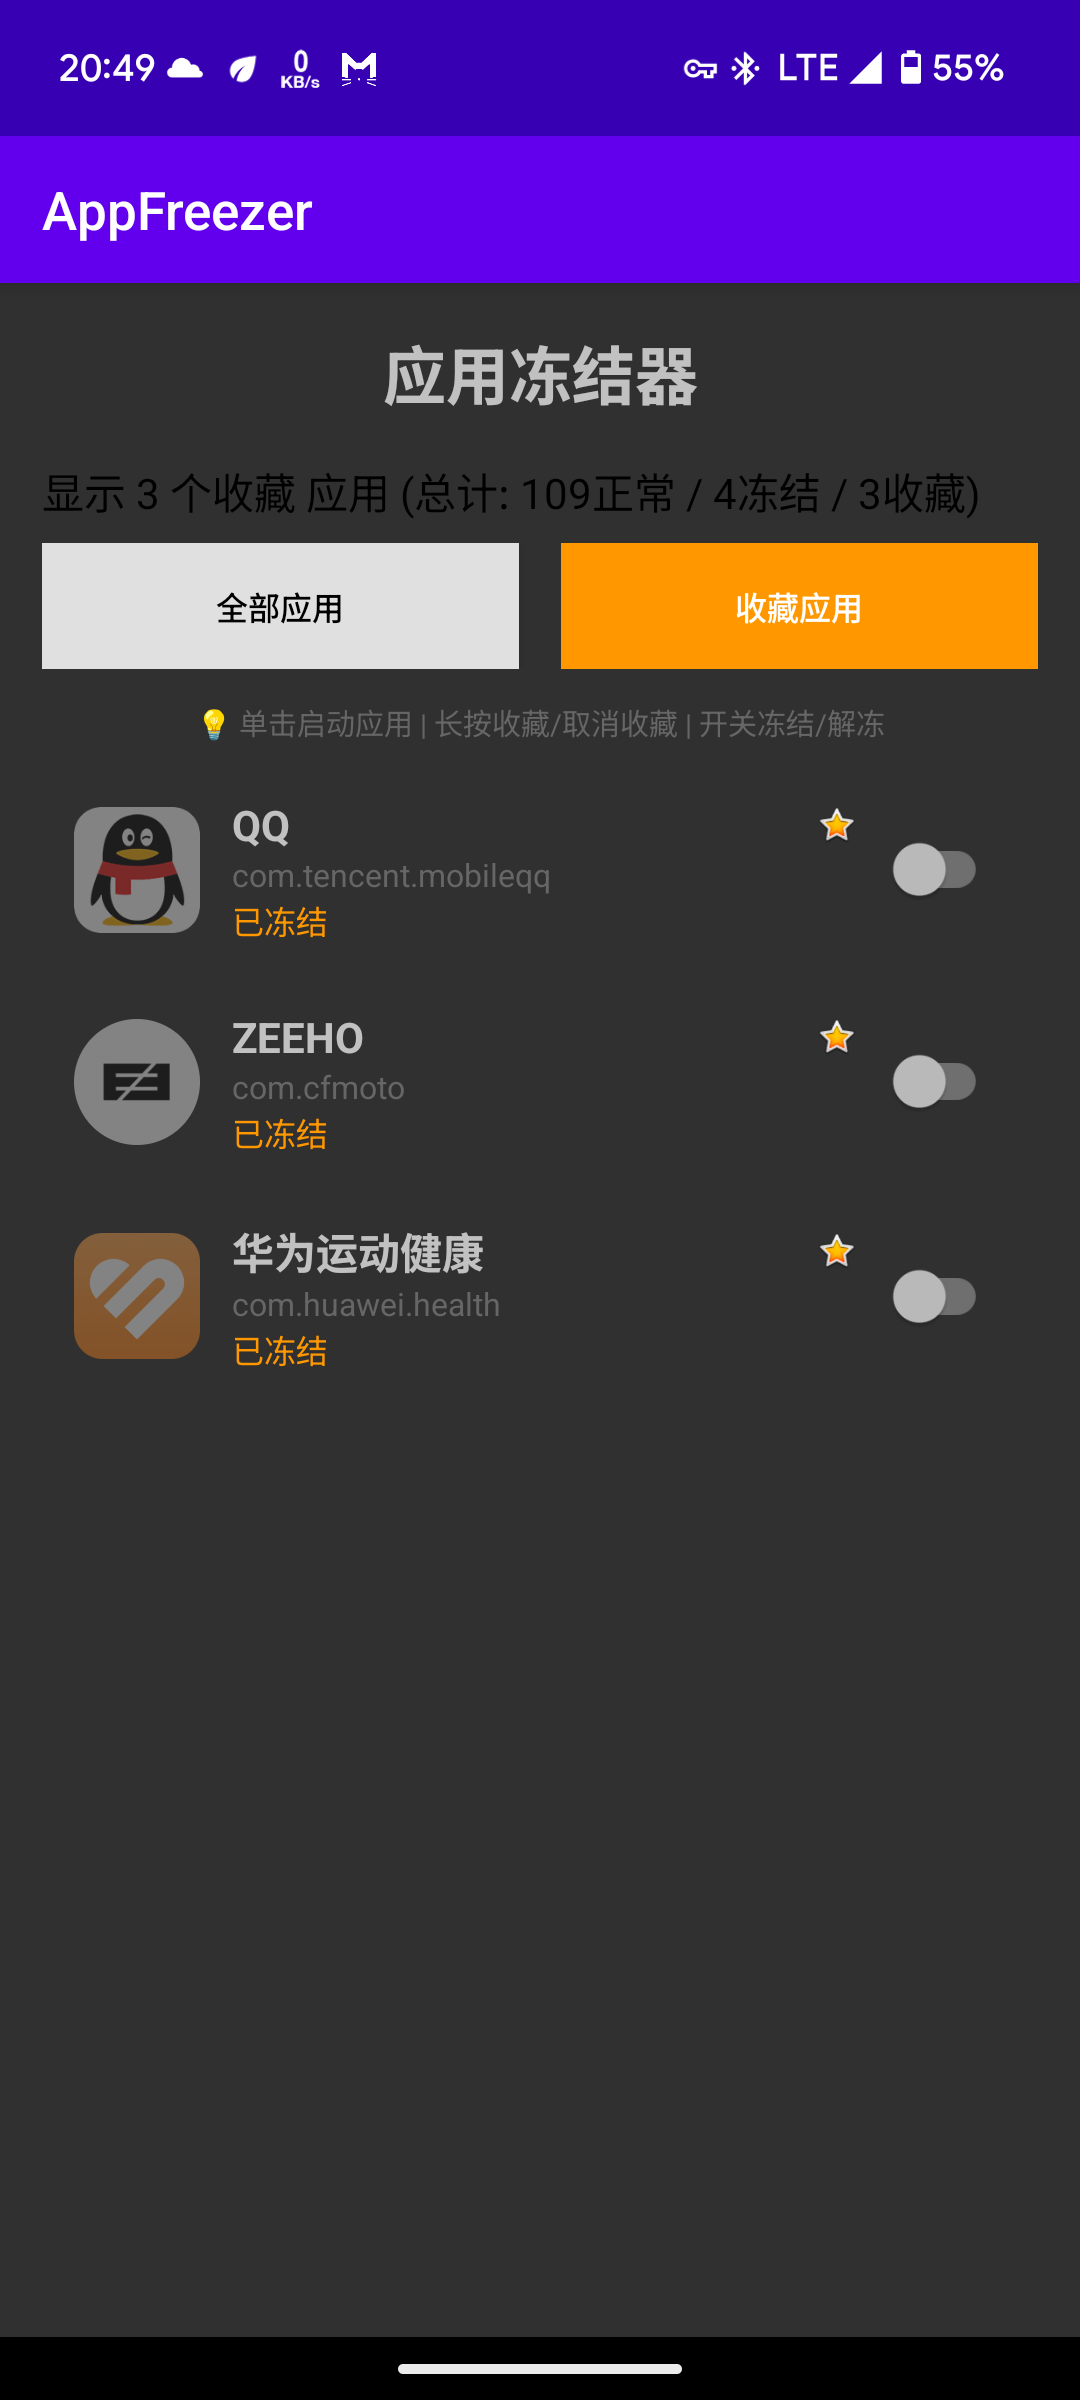 20:49 0 KB/s LTE 55%
AppFreezer
应用冻结器
显示 3 个收藏 应用 (总计: 109正常 / 4冻结 / 3收藏)
全部应用 收藏应用
💡 单击启动应用 | 长按收藏/取消收藏 | 开关冻结/解冻
QQ
com.tencent.mobileqq
已冻结
ZEEHO
com.cfmoto
已冻结
华为运动健康
com.huawei.health
已冻结